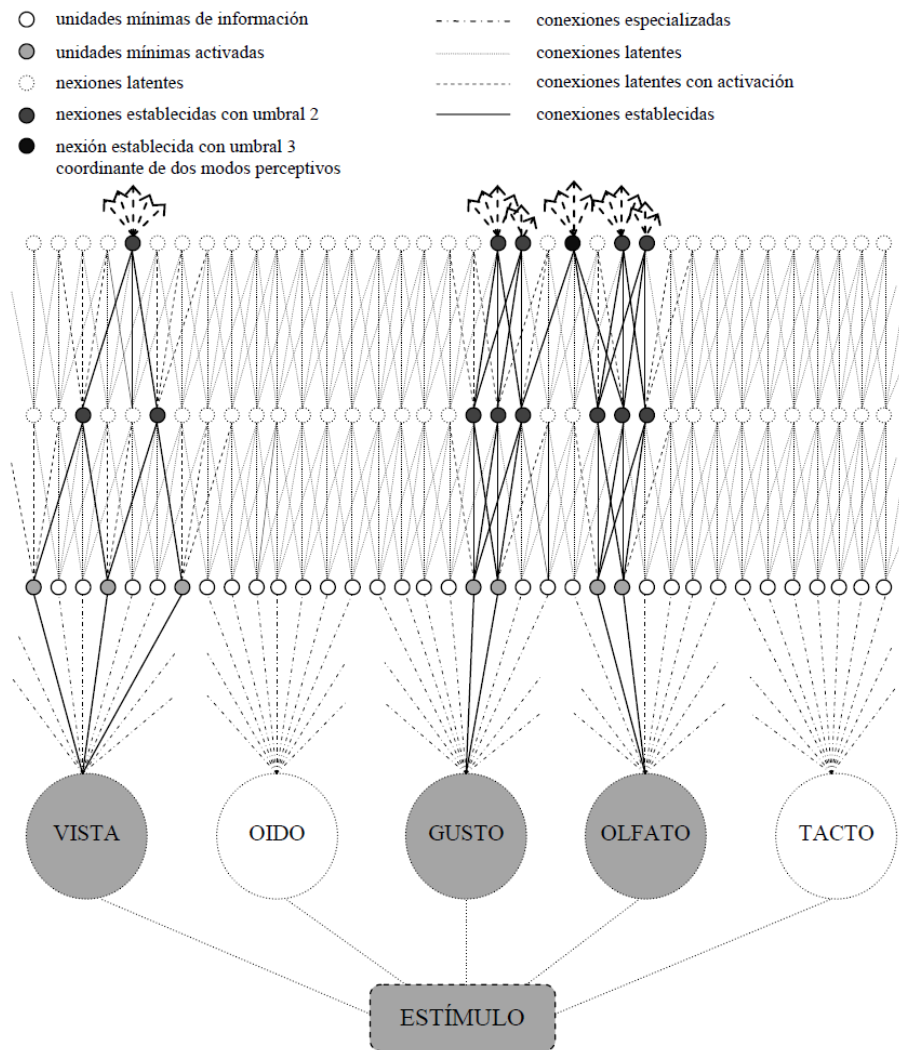 unidades mínimas de información
unidades mínimas activadas
nexiones latentes
nexiones establecidas con umbral 2
nexión establecida con umbral 3
coordinante de dos modos perceptivos
conexiones especializadas
conexiones latentes
conexiones latentes con activación
conexiones establecidas
VISTA
OIDO
GUSTO
OLFATO
TACTO
ESTÍMULO